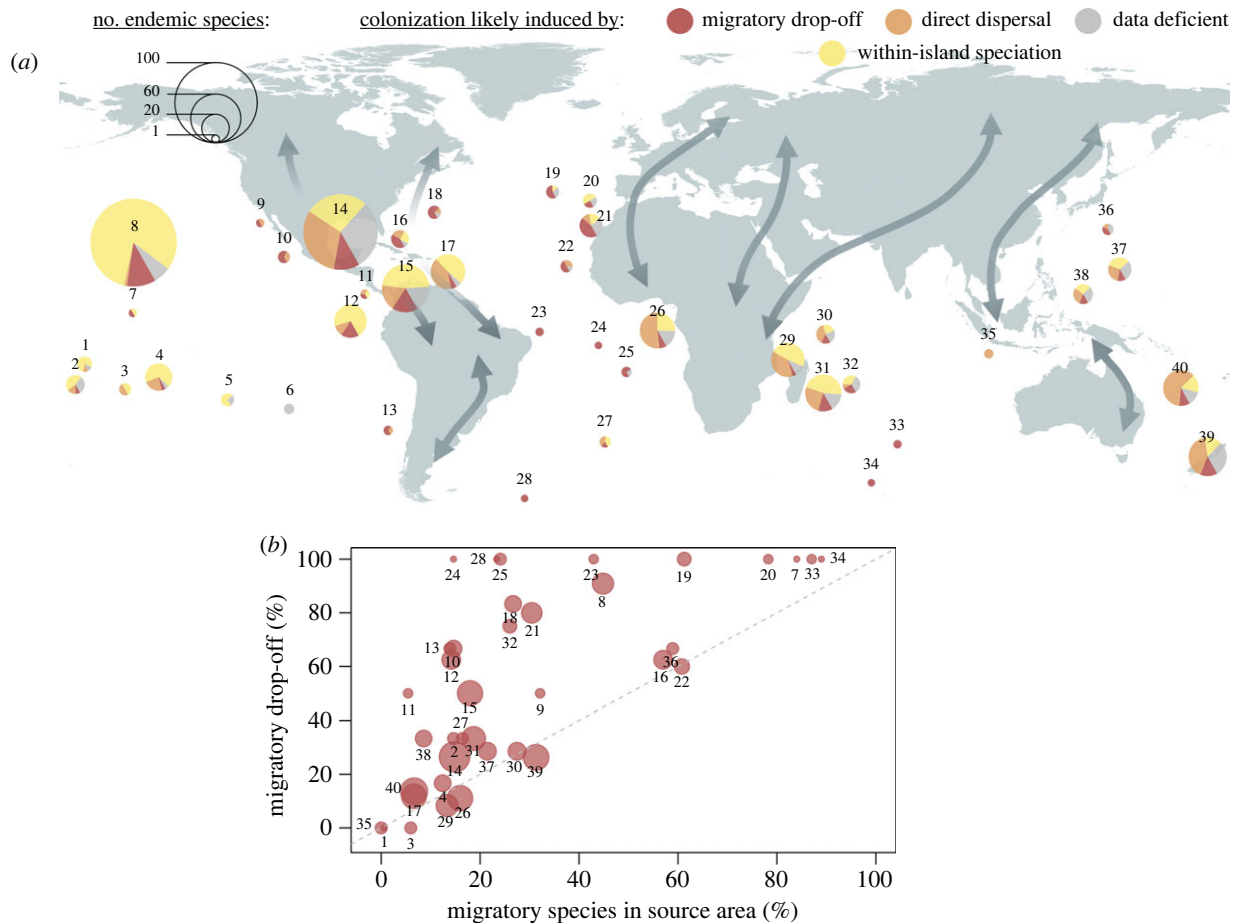 no. endemic species: colonization likely induced by: migratory drop-off direct dispersal data deficient
within-island speciation
(a)
100
60
20
1
19 20
9 14 18
8 21 36
10 16
17 22 37
15 38
7 11
12 23 26 30
24
1 29 35
2 3 4 25 31 32 40
5 6
13 27 33 39
28 34
(b)
migratory drop-off (%)
100
80
60
40
20
0
24 28 25 23 19 20 7 33 34
8
18 21
32
13 10 12 36 16 22
11 15 9
27
38 2 31 37 30 39
14
40 17 4 29 26
35 1 3
0 20 40 60 80 100
migratory species in source area (%)